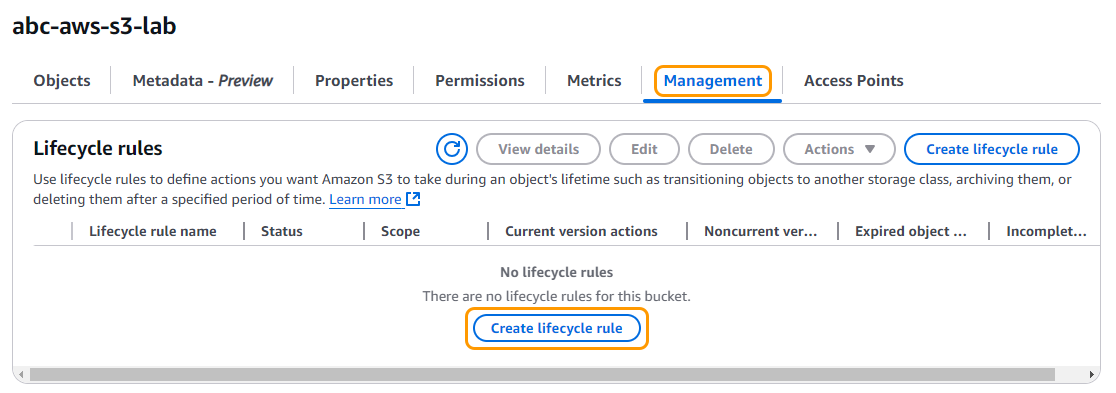 abc-aws-s3-lab
Objects
Metadata - Preview
Properties
Permissions
Metrics
Management
Access Points
Lifecycle rules
View details
Edit
Delete
Actions
Create lifecycle rule
Use lifecycle rules to define actions you want Amazon S3 to take during an object's lifetime such as transitioning objects to another storage class, archiving them, or
deleting them after a specified period of time. Learn more
Lifecycle rule name
Status
Scope
Current version actions
Noncurrent ver...
Expired object ...
Incomplet...
No lifecycle rules
There are no lifecycle rules for this bucket.
Create lifecycle rule